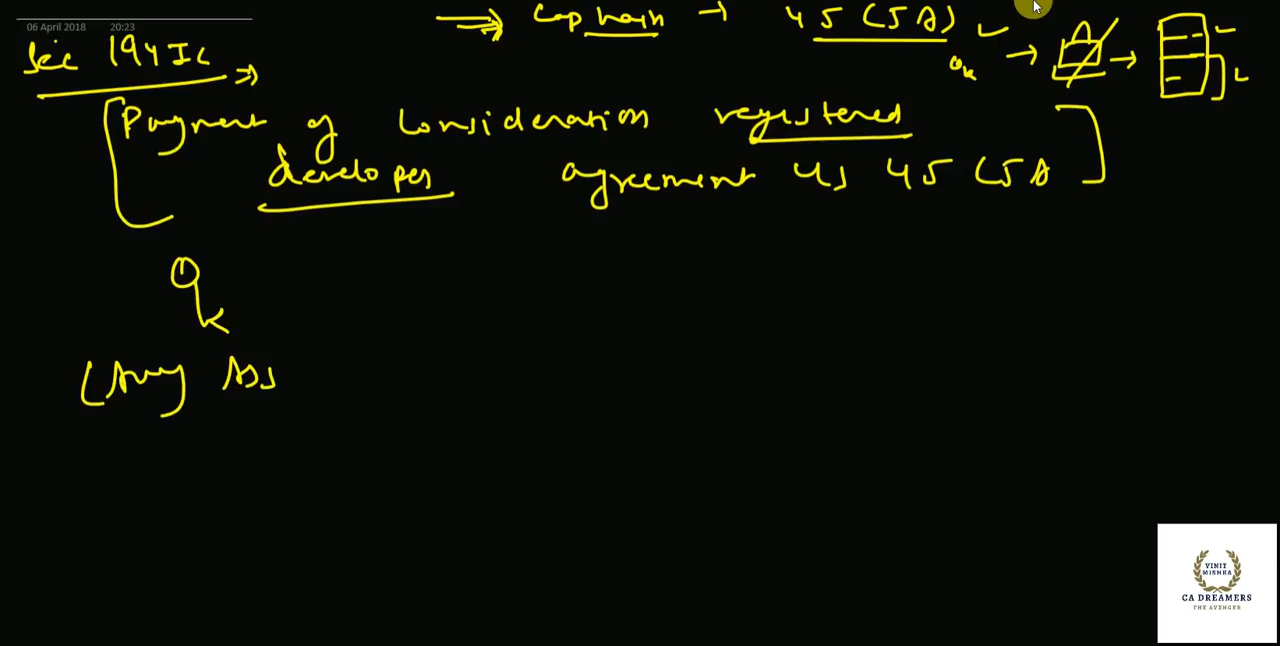 ⇒ Cap gain → 45 (5A)
06 April 2018 20:23
Sec 194IC ⇒
Payment of consideration registered
developer agreement us 45 (5A
(Any Ass
VINIT
MISHRA
CA DREAMERS
THE AVENGER